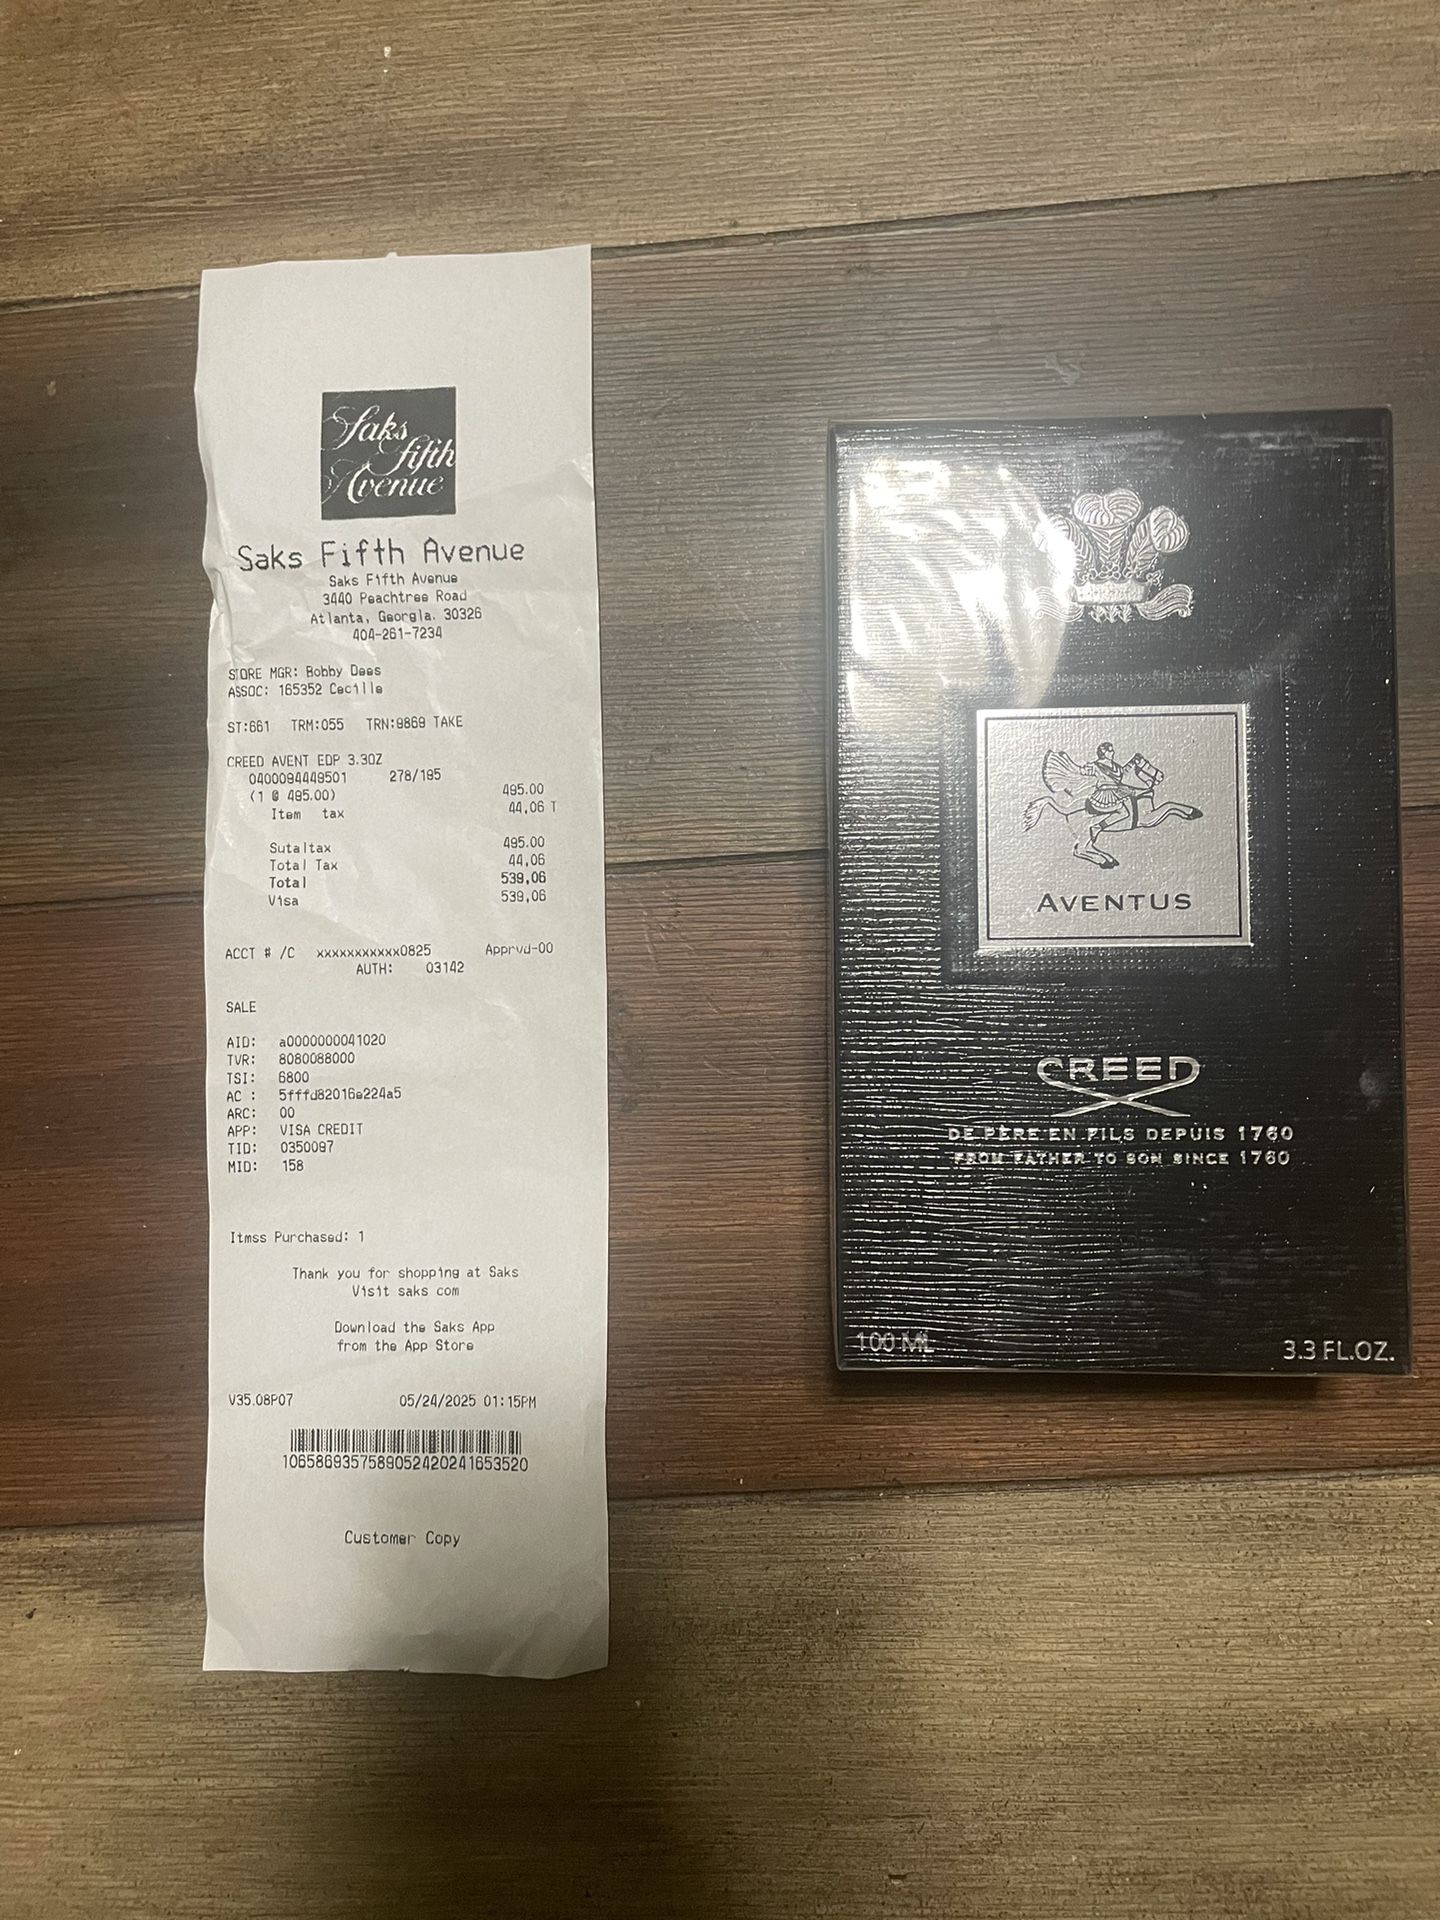 Saks
fifth
Avenue
Saks Fifth Avenue
Saks Fifth Avenue
3440 Peachtree Road
Atlanta, Georgia. 30326
404-261-7234
STORE MGR: Bobby Dees
ASSOC: 165352 Cecille
ST:661 TRM:055 TRN:9869 TAKE
CREED AVENT EDP 3.3OZ
0400094449501 278/195
(1 @ 495.00) 495.00
Item tax 44,06 T
Sutaltax 495.00
Total Tax 44,06
Total 539,06
Visa 539,06
ACCT # /C xxxxxxxxxxxx0825 Apprvd-00
AUTH: 03142
SALE
AID: a0000000041020
TVR: 8080088000
TSI: 6800
AC : 5fffd82016e224a5
ARC: 00
APP: VISA CREDIT
TID: 0350097
MID: 158
Itmss Purchased: 1
Thank you for shopping at Saks
Visit saks com
Download the Saks App
from the App Store
V35.08P07 05/24/2025 01:15PM
1065869357589052420241653520
Customer Copy
AVENTUS
CREED
DE PÈRE EN FILS DEPUIS 1760
FROM FATHER TO SON SINCE 1760
100 ML 3.3 FL.OZ.